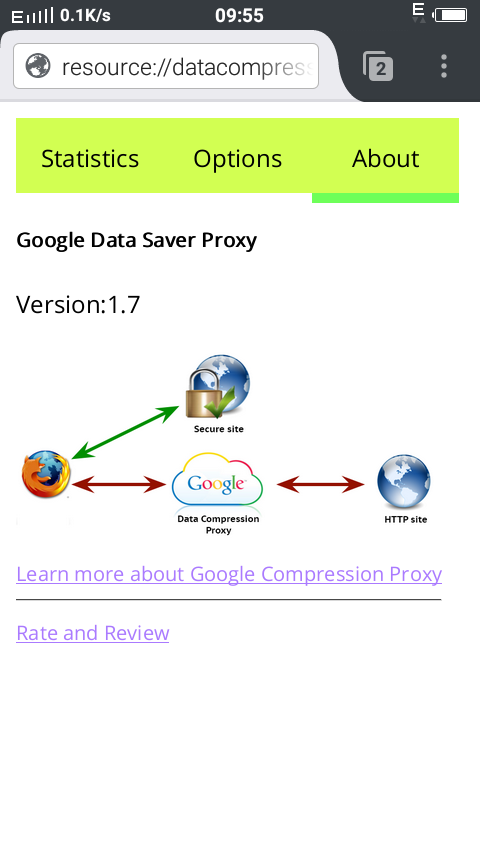 E 0.1K/s 09:55 E
resource://datacompress
2
Statistics Options About
Google Data Saver Proxy
Version:1.7
Secure site
Google
Data Compression
Proxy
HTTP site
Learn more about Google Compression Proxy
Rate and Review